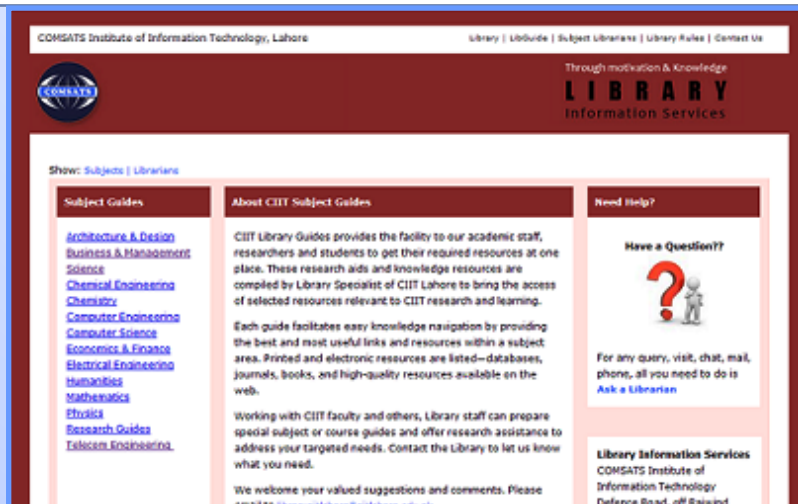 COMSATS Institute of Information Technology, Lahore
Library | LibGuide | Subject Librarians | Library Rules | Contact Us
COMSATS
Through motivation & Knowledge
LIBRARY
Information Services
Show: Subjects | Librarians
Subject Guides
Architecture & Design
Business & Management
Science
Chemical Engineering
Chemistry
Computer Engineering
Computer Science
Economics & Finance
Electrical Engineering
Humanities
Mathematics
Physics
Research Guides
Telecom Engineering
About CIIT Subject Guides
CIIT Library Guides provides the facility to our academic staff,
researchers and students to get their required resources at one
place. These research aids and knowledge resources are
compiled by Library Specialist of CIIT Lahore to bring the access
of selected resources relevant to CIIT research and learning.
Each guide facilitates easy knowledge navigation by providing
the best and most useful links and resources within a subject
area. Printed and electronic resources are listed—databases,
journals, books, and high-quality resources available on the
web.
Working with CIIT faculty and others, Library staff can prepare
special subject or course guides and offer research assistance to
address your targeted needs. Contact the Library to let us know
what you need.
We welcome your valued suggestions and comments. Please
Need Help?
Have a Question??
For any query, visit, chat, mail,
phone, all you need to do is
Ask a Librarian
Library Information Services
COMSATS Institute of
Information Technology
Defence Road, off Raiwind